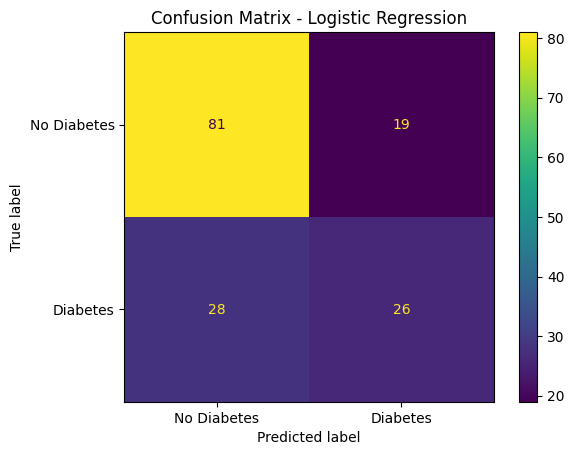 Confusion Matrix - Logistic Regression
True label
No Diabetes
81
19
Diabetes
28
26
No Diabetes
Diabetes
Predicted label
80
70
60
50
40
30
20